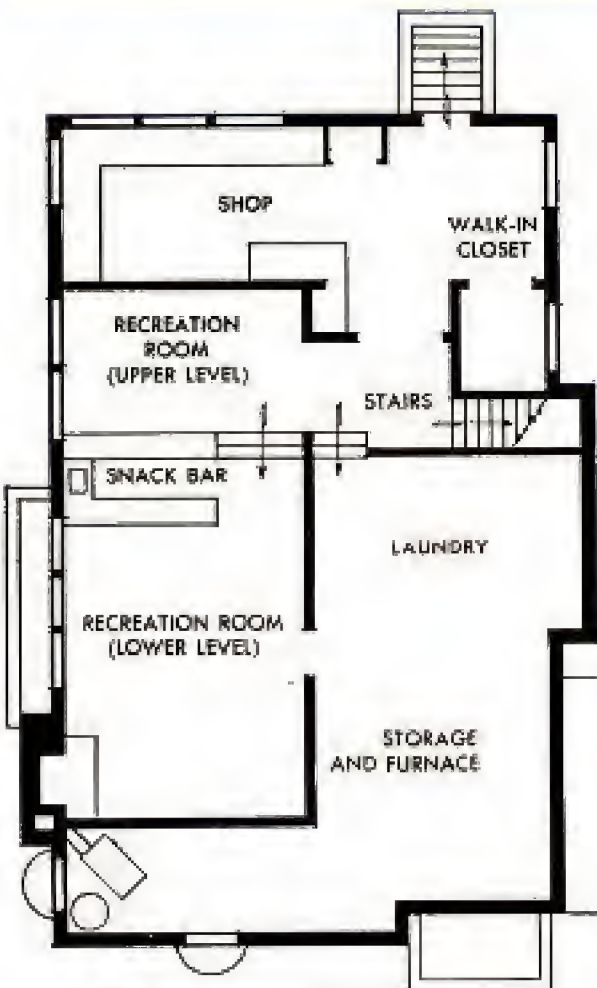 SHOP
WALK-IN
CLOSET
RECREATION
ROOM
(UPPER LEVEL)
STAIRS
SNACK BAR
LAUNDRY
RECREATION ROOM
(LOWER LEVEL)
STORAGE
AND FURNACE